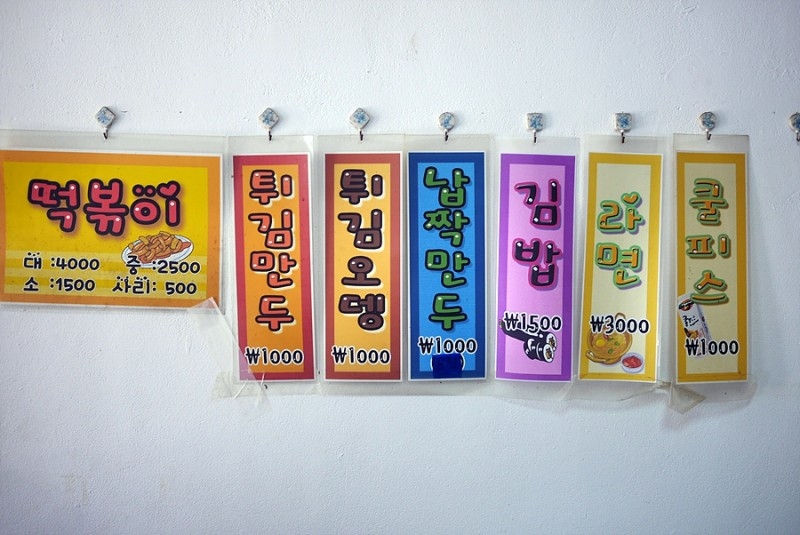 떡볶이
대 :4000 중 :2500
소 :1500 사리: 500
튀김만두
₩1000
튀김오뎅
₩1000
납짝만두
₩1000
김밥
₩1500
라면
₩3000
쿨피스
₩1000